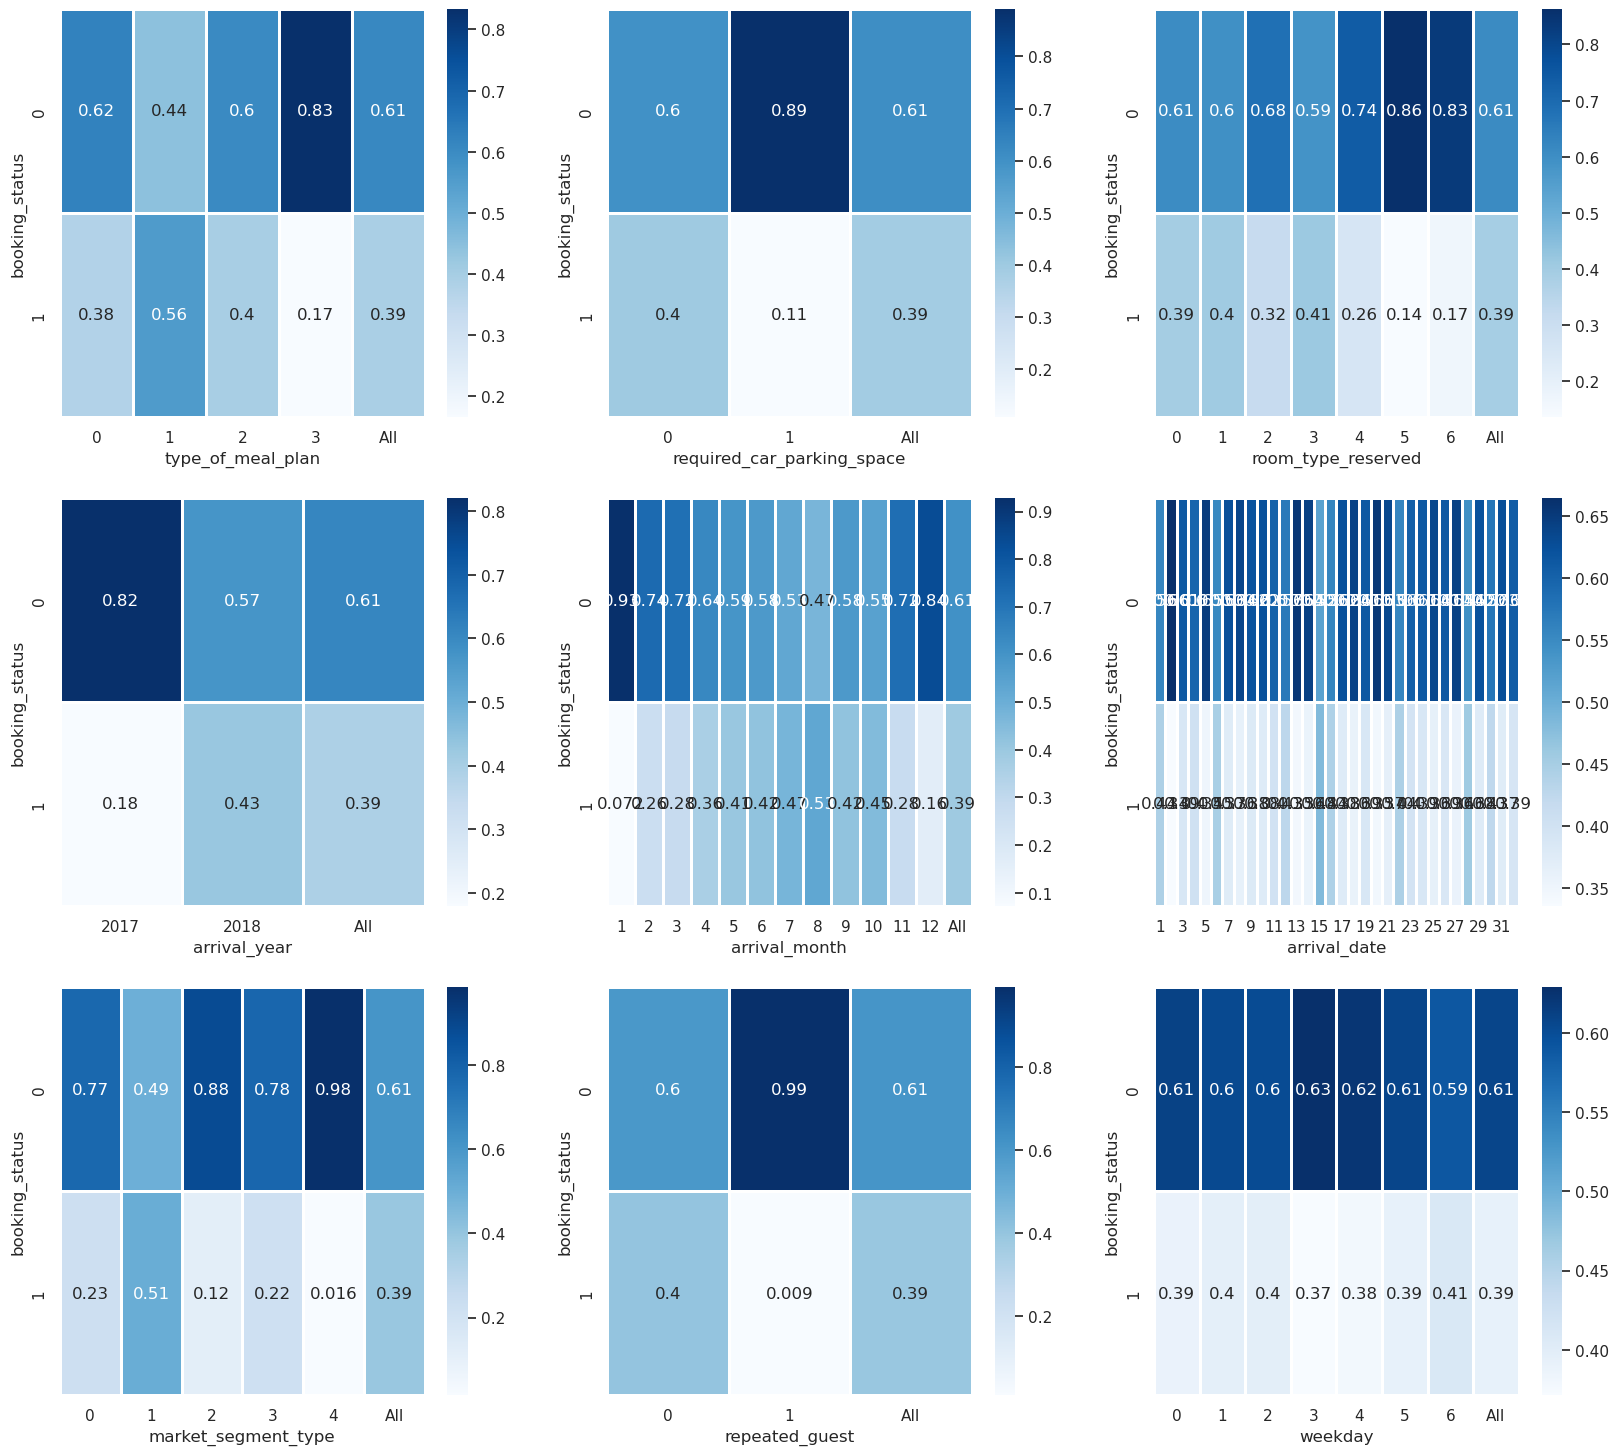 0.62 0.44 0.6 0.83 0.61
0.38 0.56 0.4 0.17 0.39
0 1 2 3 All
type_of_meal_plan
booking_status
0
1
0.8
0.7
0.6
0.5
0.4
0.3
0.2
0.6 0.89 0.61
0.4 0.11 0.39
0 1 All
required_car_parking_space
booking_status
0
1
0.8
0.7
0.6
0.5
0.4
0.3
0.2
0.61 0.6 0.68 0.59 0.74 0.86 0.83 0.61
0.39 0.4 0.32 0.41 0.26 0.14 0.17 0.39
0 1 2 3 4 5 6 All
room_type_reserved
booking_status
0
1
0.8
0.7
0.6
0.5
0.4
0.3
0.2
0.82 0.57 0.61
0.18 0.43 0.39
2017 2018 All
arrival_year
booking_status
0
1
0.8
0.7
0.6
0.5
0.4
0.3
0.2
0.93 0.74 0.72 0.64 0.59 0.58 0.53 0.47 0.58 0.55 0.72 0.84 0.61
0.072 0.26 0.28 0.36 0.41 0.42 0.47 0.53 0.42 0.45 0.28 0.16 0.39
1 2 3 4 5 6 7 8 9 10 11 12 All
arrival_month
booking_status
0
1
0.9
0.8
0.7
0.6
0.5
0.4
0.3
0.2
0.1
1 3 5 7 9 11 13 15 17 19 21 23 25 27 29 31
arrival_date
booking_status
0
1
0.65
0.60
0.55
0.50
0.45
0.40
0.35
0.77 0.49 0.88 0.78 0.98 0.61
0.23 0.51 0.12 0.22 0.016 0.39
0 1 2 3 4 All
market_segment_type
booking_status
0
1
0.8
0.6
0.4
0.2
0.6 0.99 0.61
0.4 0.009 0.39
0 1 All
repeated_guest
booking_status
0
1
0.8
0.6
0.4
0.2
0.61 0.6 0.6 0.63 0.62 0.61 0.59 0.61
0.39 0.4 0.4 0.37 0.38 0.39 0.41 0.39
0 1 2 3 4 5 6 All
weekday
booking_status
0
1
0.60
0.55
0.50
0.45
0.40